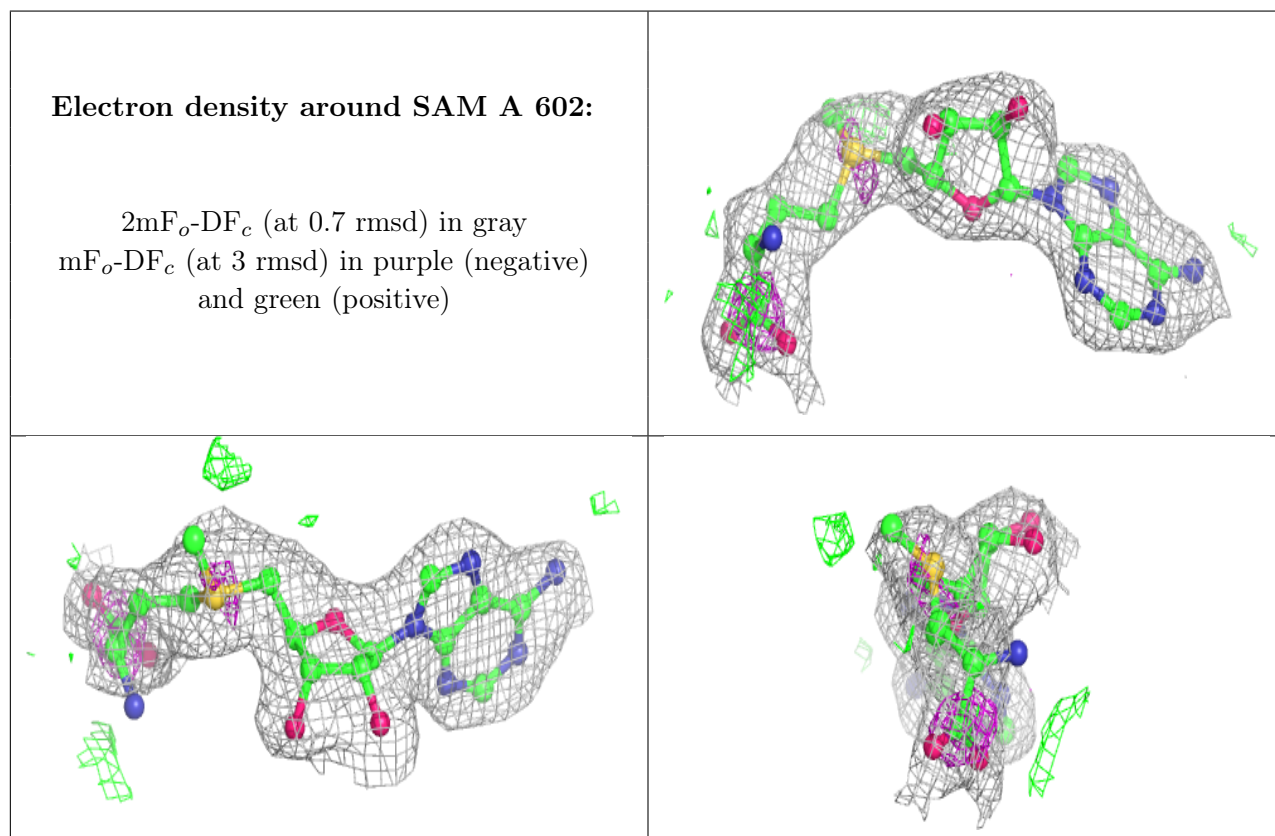 Electron density around SAM A 602:
2mFo-DFc (at 0.7 rmsd) in gray
mFo-DFc (at 3 rmsd) in purple (negative)
and green (positive)